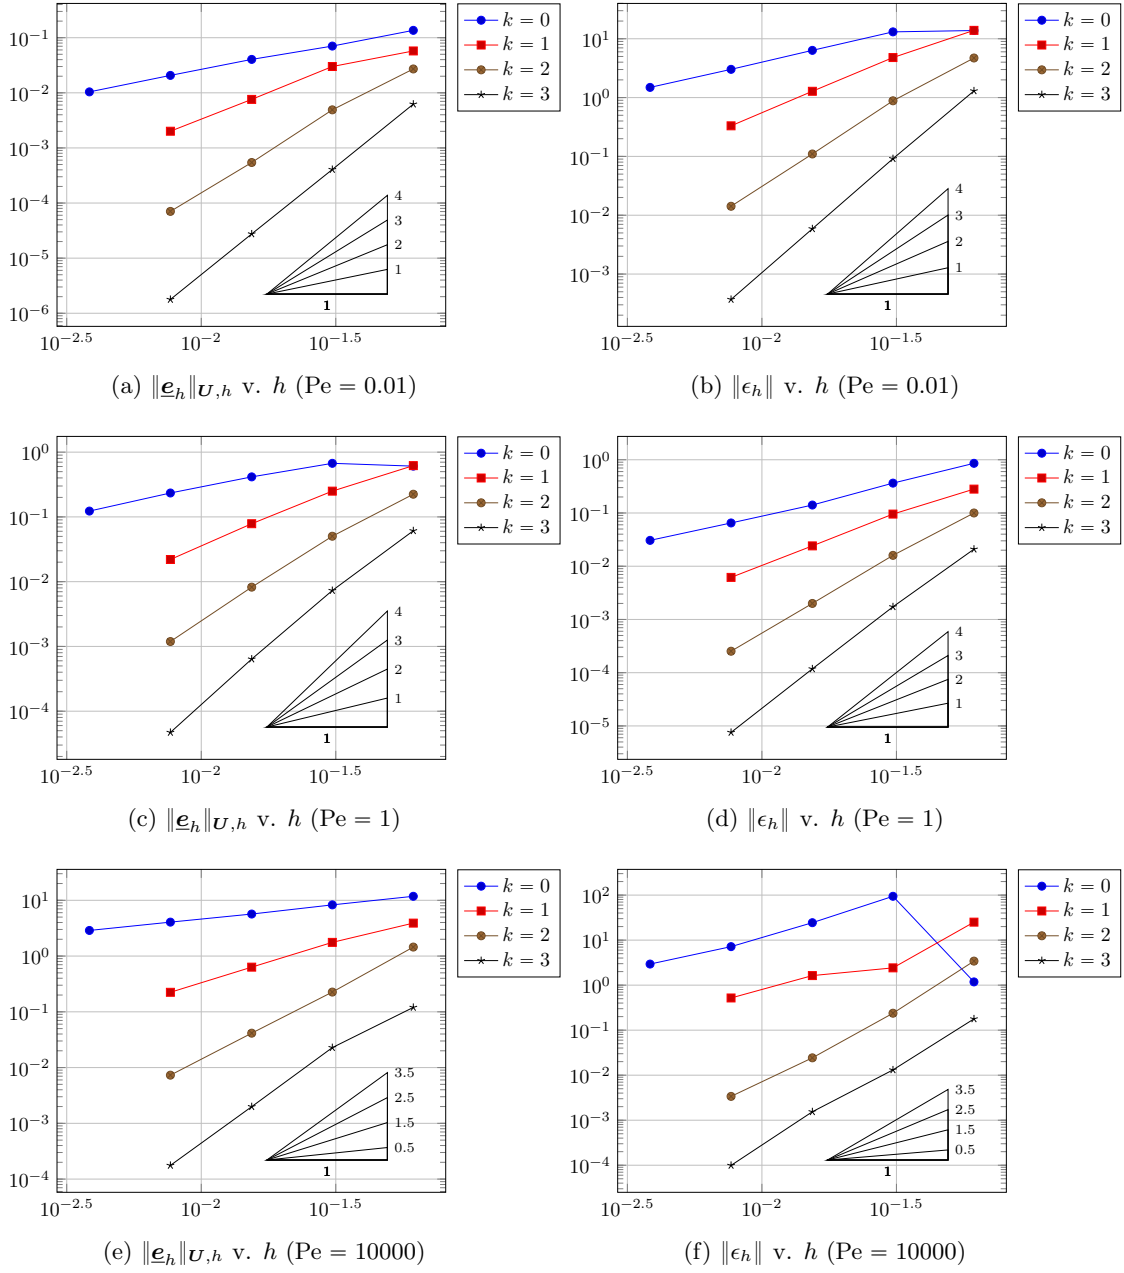 10^{-1}
10^{-2}
10^{-3}
10^{-4}
10^{-5}
10^{-6}
10^{-2.5} 10^{-2} 10^{-1.5}
4
3
2
1
1
k = 0
k = 1
k = 2
k = 3
(a) ‖e̲_h‖_{U,h} v. h (Pe = 0.01)
10^{1}
10^{0}
10^{-1}
10^{-2}
10^{-3}
10^{-2.5} 10^{-2} 10^{-1.5}
4
3
2
1
1
k = 0
k = 1
k = 2
k = 3
(b) ‖ϵ_h‖ v. h (Pe = 0.01)
10^{0}
10^{-1}
10^{-2}
10^{-3}
10^{-4}
10^{-2.5} 10^{-2} 10^{-1.5}
4
3
2
1
1
k = 0
k = 1
k = 2
k = 3
(c) ‖e̲_h‖_{U,h} v. h (Pe = 1)
10^{0}
10^{-1}
10^{-2}
10^{-3}
10^{-4}
10^{-5}
10^{-2.5} 10^{-2} 10^{-1.5}
4
3
2
1
1
k = 0
k = 1
k = 2
k = 3
(d) ‖ϵ_h‖ v. h (Pe = 1)
10^{1}
10^{0}
10^{-1}
10^{-2}
10^{-3}
10^{-4}
10^{-2.5} 10^{-2} 10^{-1.5}
3.5
2.5
1.5
0.5
1
k = 0
k = 1
k = 2
k = 3
(e) ‖e̲_h‖_{U,h} v. h (Pe = 10000)
10^{2}
10^{1}
10^{0}
10^{-1}
10^{-2}
10^{-3}
10^{-4}
10^{-2.5} 10^{-2} 10^{-1.5}
3.5
2.5
1.5
0.5
1
k = 0
k = 1
k = 2
k = 3
(f) ‖ϵ_h‖ v. h (Pe = 10000)